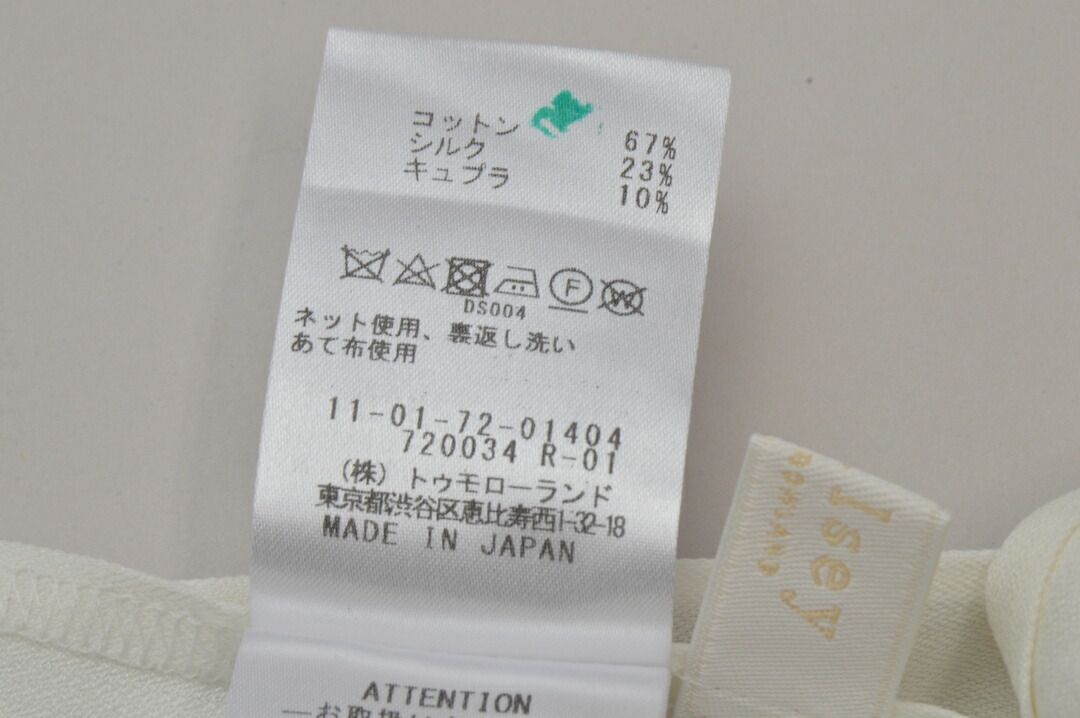 コットン 67%
シルク 23%
キュプラ 10%
F W
DS004
ネット使用、裏返し洗い
あて布使用
11-01-72-01404
720034 R-01
(株) トゥモローランド
東京都渋谷区恵比寿西1-32-18
MADE IN JAPAN
ATTENTION